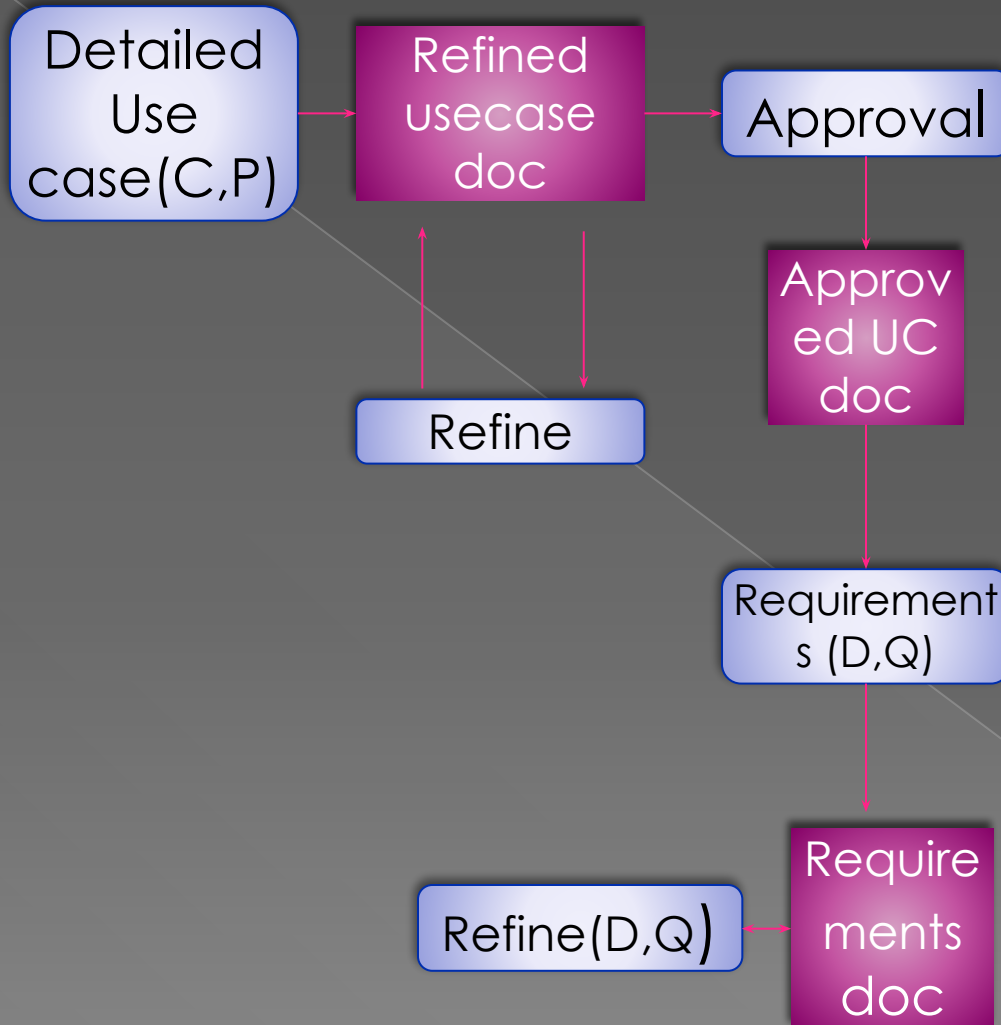 Detailed
Use
case(C,P)
Refined
usecase
doc
Approval
Approv
ed UC
doc
Refine
Requirement
s (D,Q)
Refine(D,Q)
Require
ments
doc